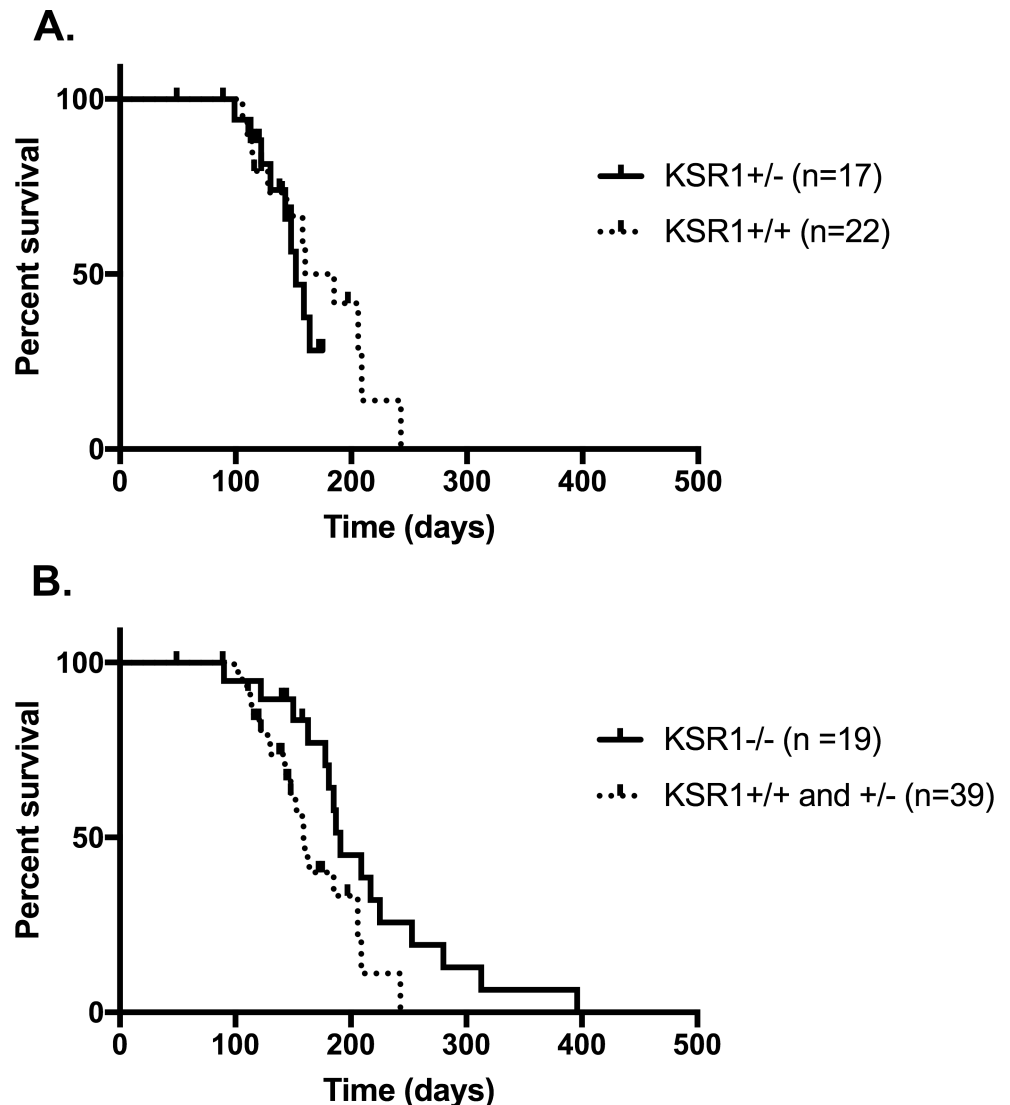 A.
Percent survival
100
50
0
0 100 200 300 400 500
Time (days)
KSR1+/- (n=17)
KSR1+/+ (n=22)
B.
Percent survival
100
50
0
0 100 200 300 400 500
Time (days)
KSR1-/- (n =19)
KSR1+/+ and +/- (n=39)